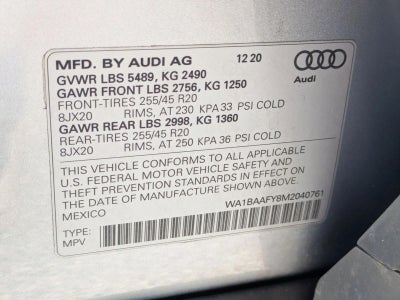 MFD. BY AUDI AG 12 20
GVWR LBS 5489, KG 2490
GAWR FRONT LBS 2756, KG 1250
FRONT-TIRES 255/45 R20
8JX20 RIMS, AT 230 KPA 33 PSI COLD
GAWR REAR LBS 2998, KG 1360
REAR-TIRES 255/45 R20
8JX20 RIMS, AT 250 KPA 36 PSI COLD
Audi
THIS VEHICLE CONFORMS TO ALL APPLICABLE
U.S. FEDERAL MOTOR VEHICLE SAFETY AND
THEFT PREVENTION STANDARDS IN EFFECT ON
THE DATE OF MANUFACTURE SHOWN ABOVE.
MEXICO WA1BAAFY8M2040761
TYPE:
MPV